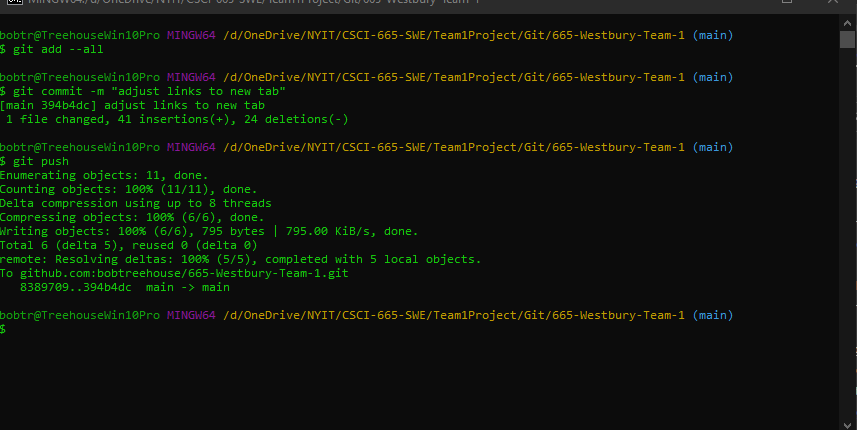 MINGW64:/d/OneDrive/NYIT/CSCI-665-SWE/Team1Project/Git/665-Westbury-Team-1
bobtr@TreehouseWin10Pro MINGW64 /d/OneDrive/NYIT/CSCI-665-SWE/Team1Project/Git/665-Westbury-Team-1 (main)
$ git add --all
bobtr@TreehouseWin10Pro MINGW64 /d/OneDrive/NYIT/CSCI-665-SWE/Team1Project/Git/665-Westbury-Team-1 (main)
$ git commit -m "adjust links to new tab"
[main 394b4dc] adjust links to new tab
 1 file changed, 41 insertions(+), 24 deletions(-)
bobtr@TreehouseWin10Pro MINGW64 /d/OneDrive/NYIT/CSCI-665-SWE/Team1Project/Git/665-Westbury-Team-1 (main)
$ git push
Enumerating objects: 11, done.
Counting objects: 100% (11/11), done.
Delta compression using up to 8 threads
Compressing objects: 100% (6/6), done.
Writing objects: 100% (6/6), 795 bytes | 795.00 KiB/s, done.
Total 6 (delta 5), reused 0 (delta 0)
remote: Resolving deltas: 100% (5/5), completed with 5 local objects.
To github.com:bobtreehouse/665-Westbury-Team-1.git
   8389709..394b4dc  main -> main
bobtr@TreehouseWin10Pro MINGW64 /d/OneDrive/NYIT/CSCI-665-SWE/Team1Project/Git/665-Westbury-Team-1 (main)
$